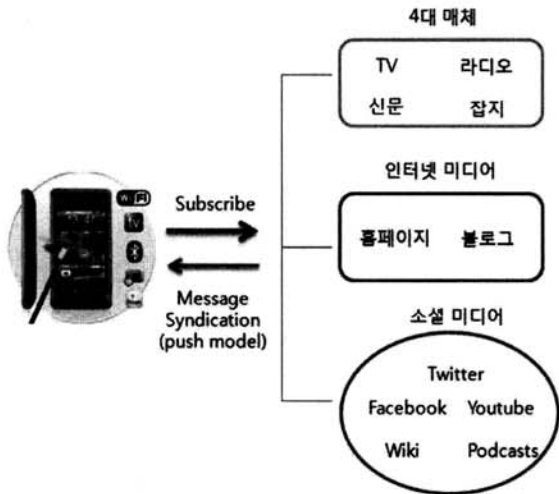 4대 매체
TV 라디오
신문 잡지
인터넷 미디어
홈페이지 블로그
Subscribe
Message
Syndication
(push model)
소셜 미디어
Twitter
Facebook Youtube
Wiki Podcasts